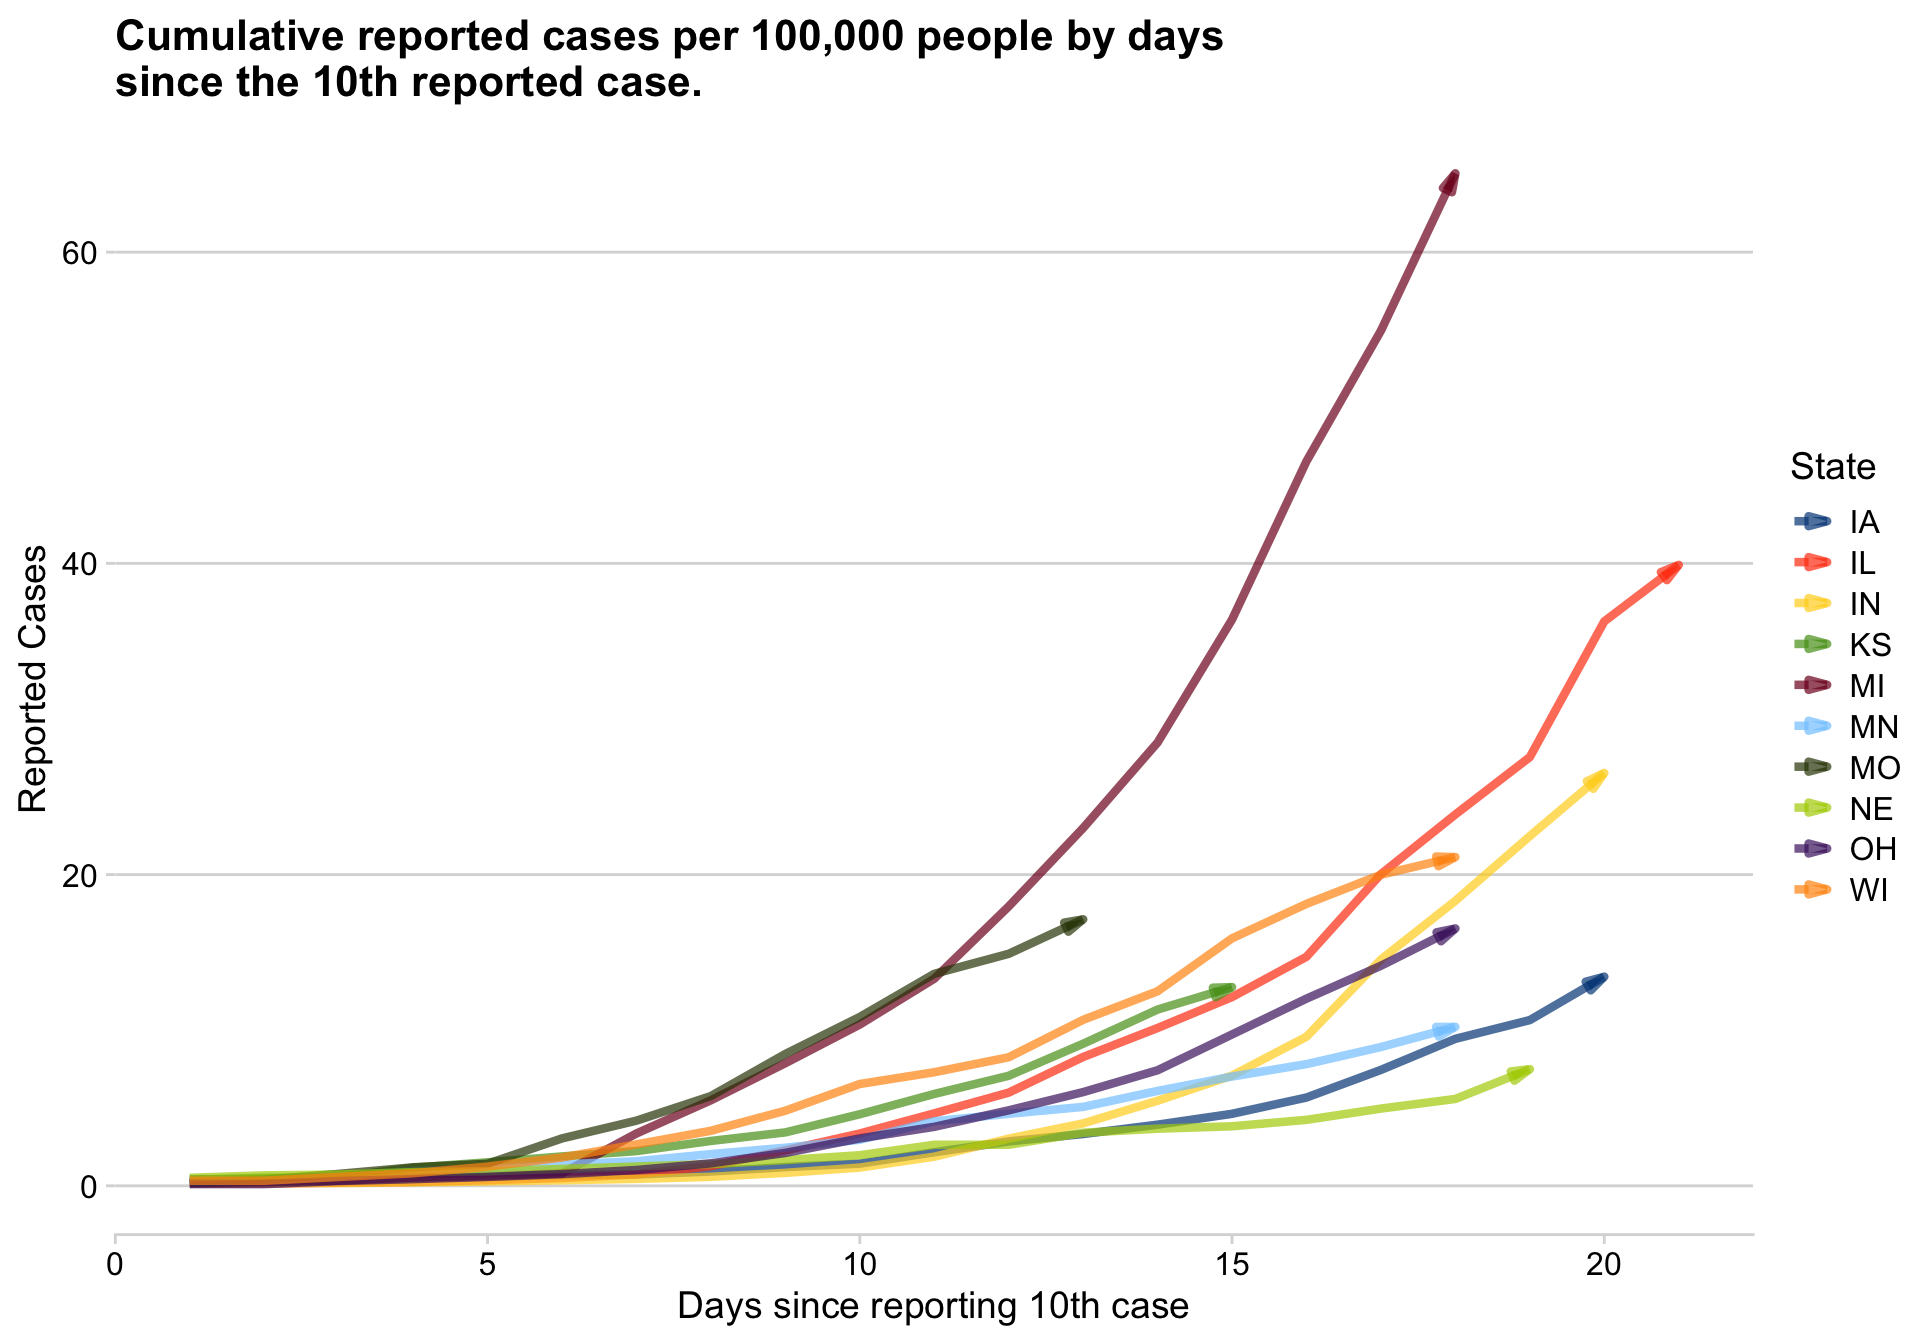 Cumulative reported cases per 100,000 people by days
since the 10th reported case.
60
40
20
0
Reported Cases
0 5 10 15 20
Days since reporting 10th case
State
IA
IL
IN
KS
MI
MN
MO
NE
OH
WI